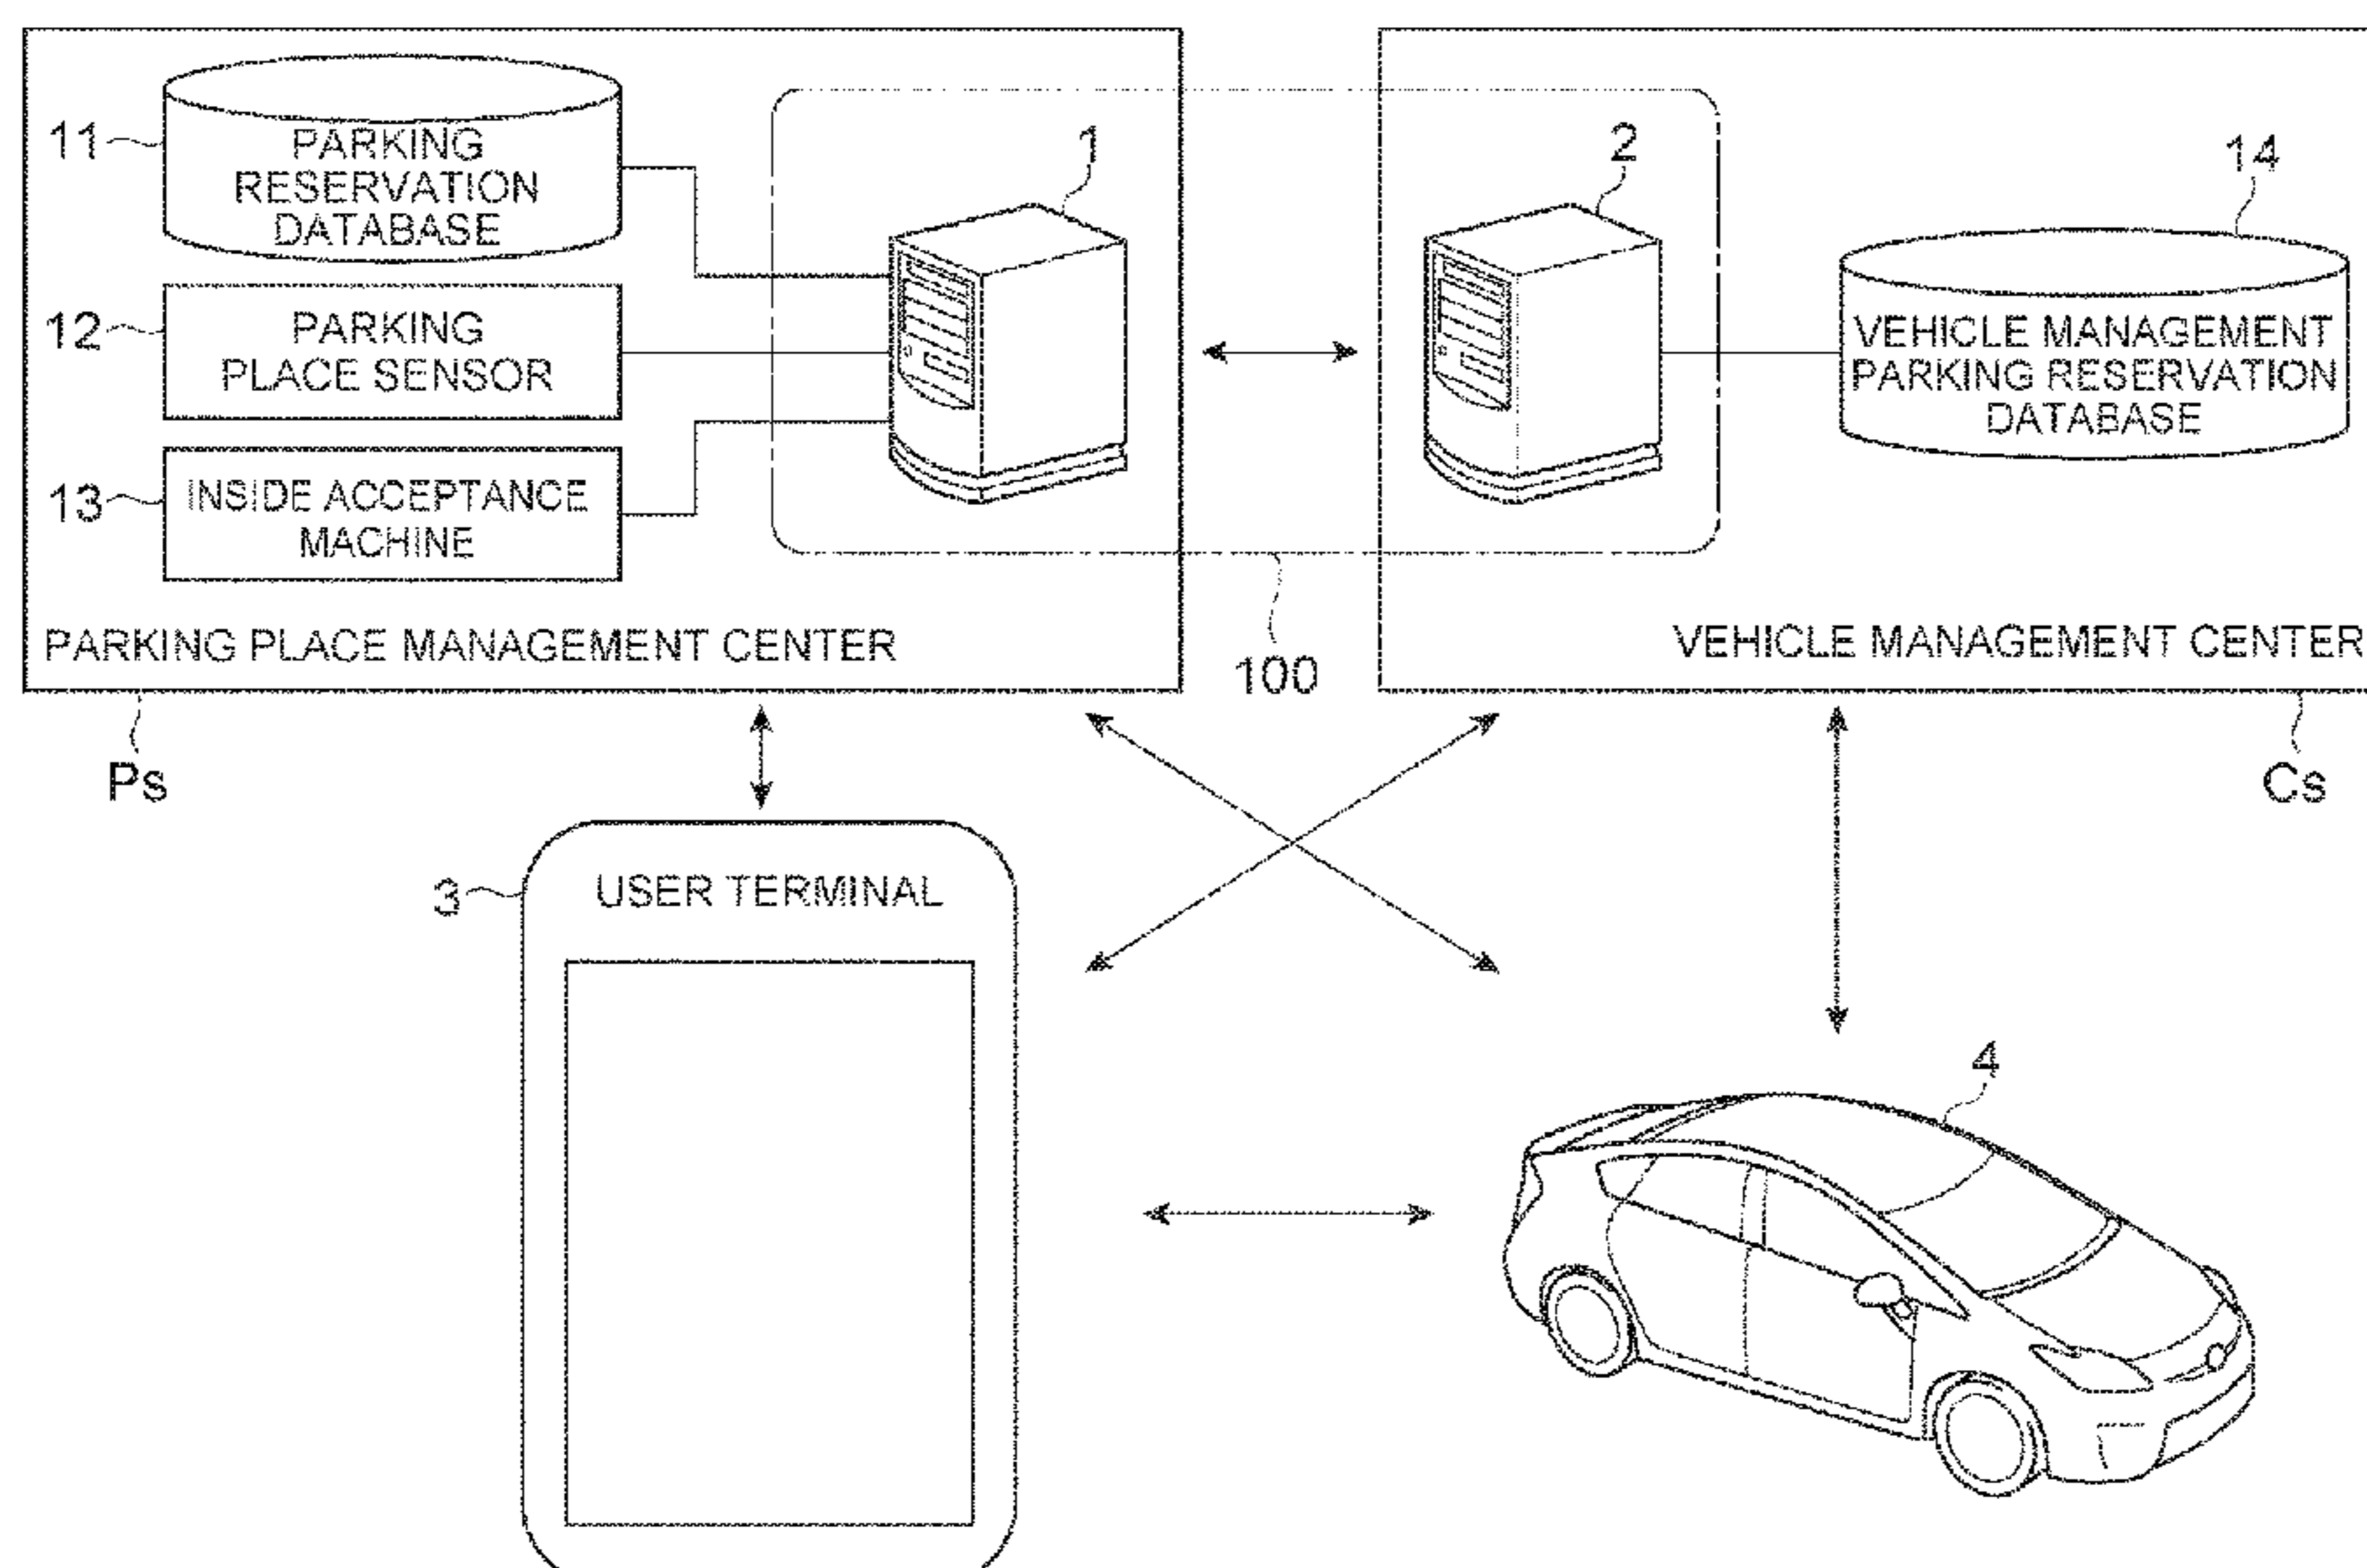 11
PARKING
RESERVATION
DATABASE
12
PARKING
PLACE SENSOR
13
INSIDE ACCEPTANCE
MACHINE
1
PARKING PLACE MANAGEMENT CENTER
Ps
100
2
14
VEHICLE MANAGEMENT
PARKING RESERVATION
DATABASE
VEHICLE MANAGEMENT CENTER
Cs
3
USER TERMINAL
4